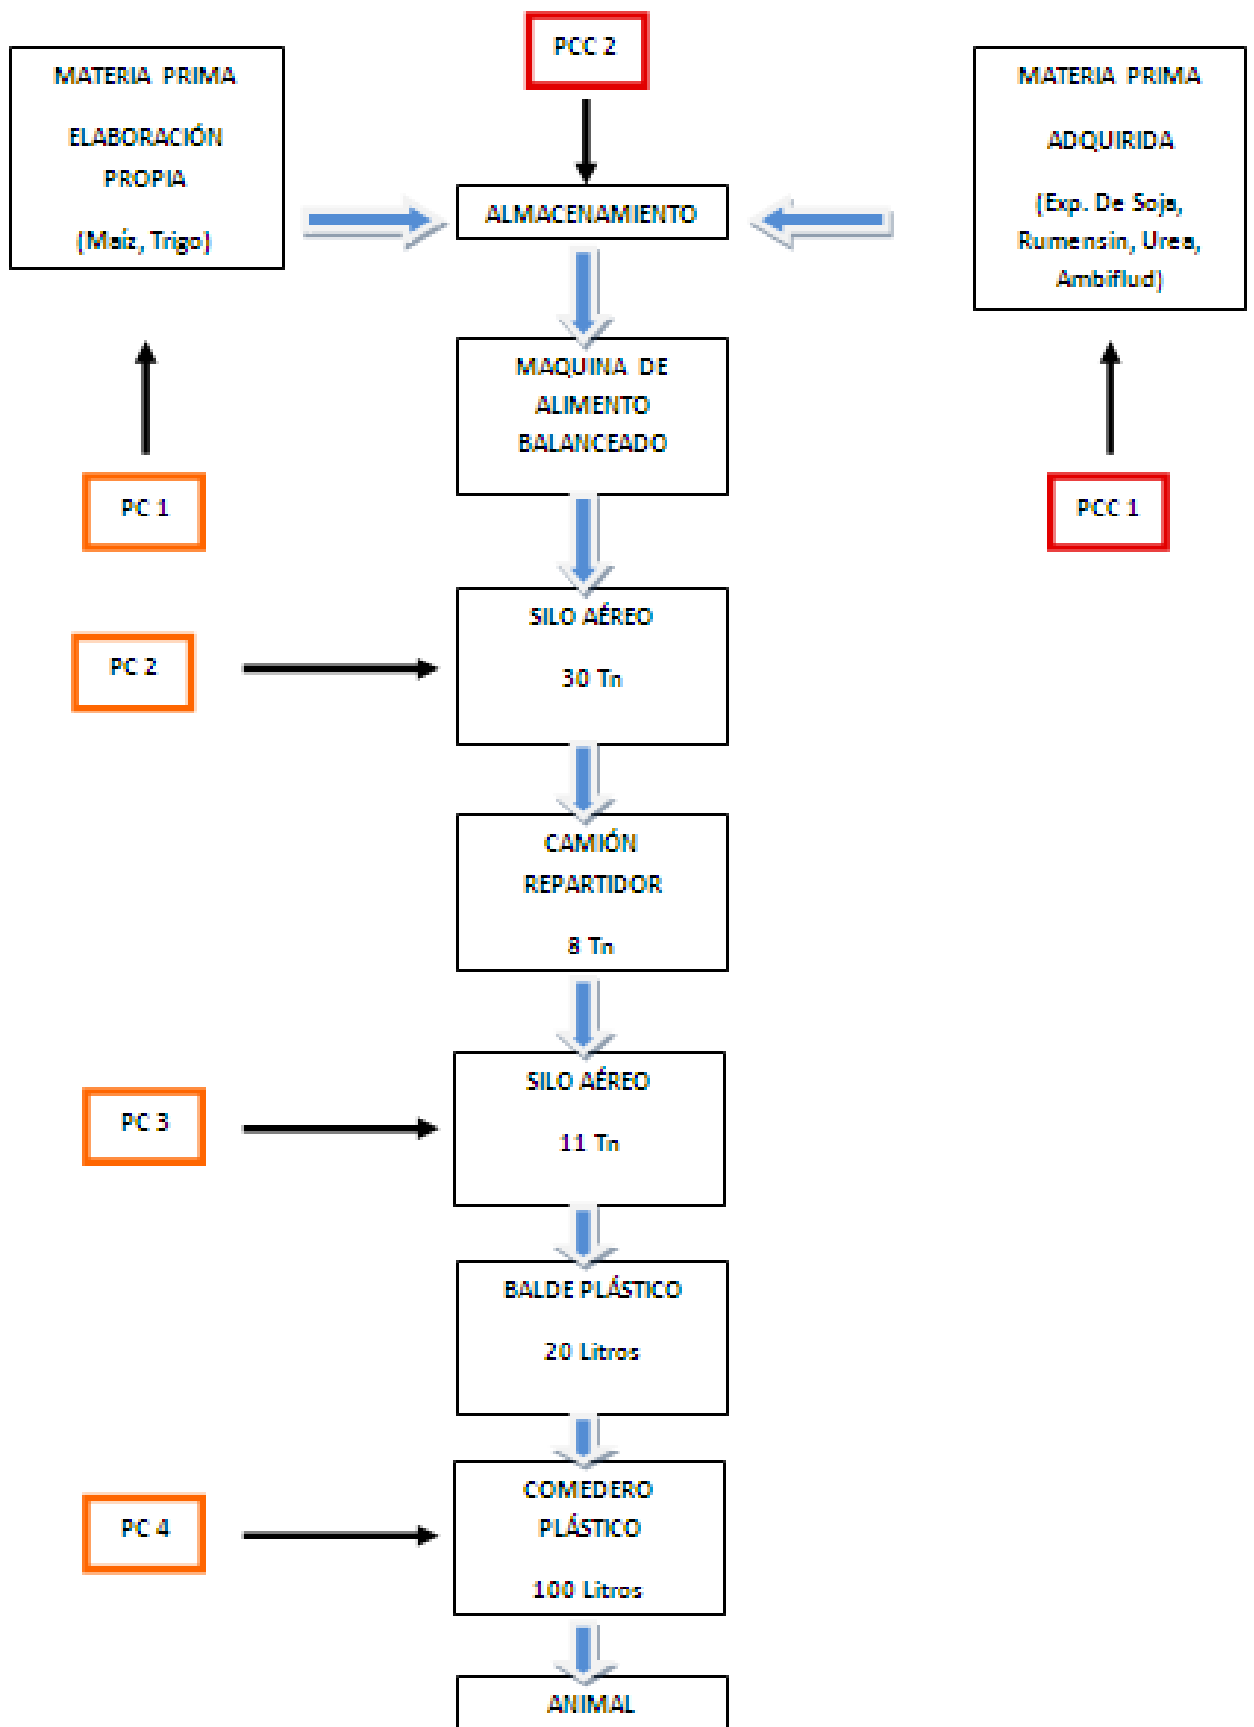 PCC 2
MATERIA PRIMA
ELABORACIÓN
PROPIA
(Maíz, Trigo)
ALMACENAMIENTO
MATERIA PRIMA
ADQUIRIDA
(Exp. De Soja,
Rumensin, Urea,
Ambiflud)
MAQUINA DE
ALIMENTO
BALANCEADO
PC 1
PCC 1
SILO AÉREO
30 Tn
PC 2
CAMIÓN
REPARTIDOR
8 Tn
SILO AÉREO
11 Tn
PC 3
BALDE PLÁSTICO
20 Litros
COMEDERO
PLÁSTICO
100 Litros
PC 4
ANIMAL